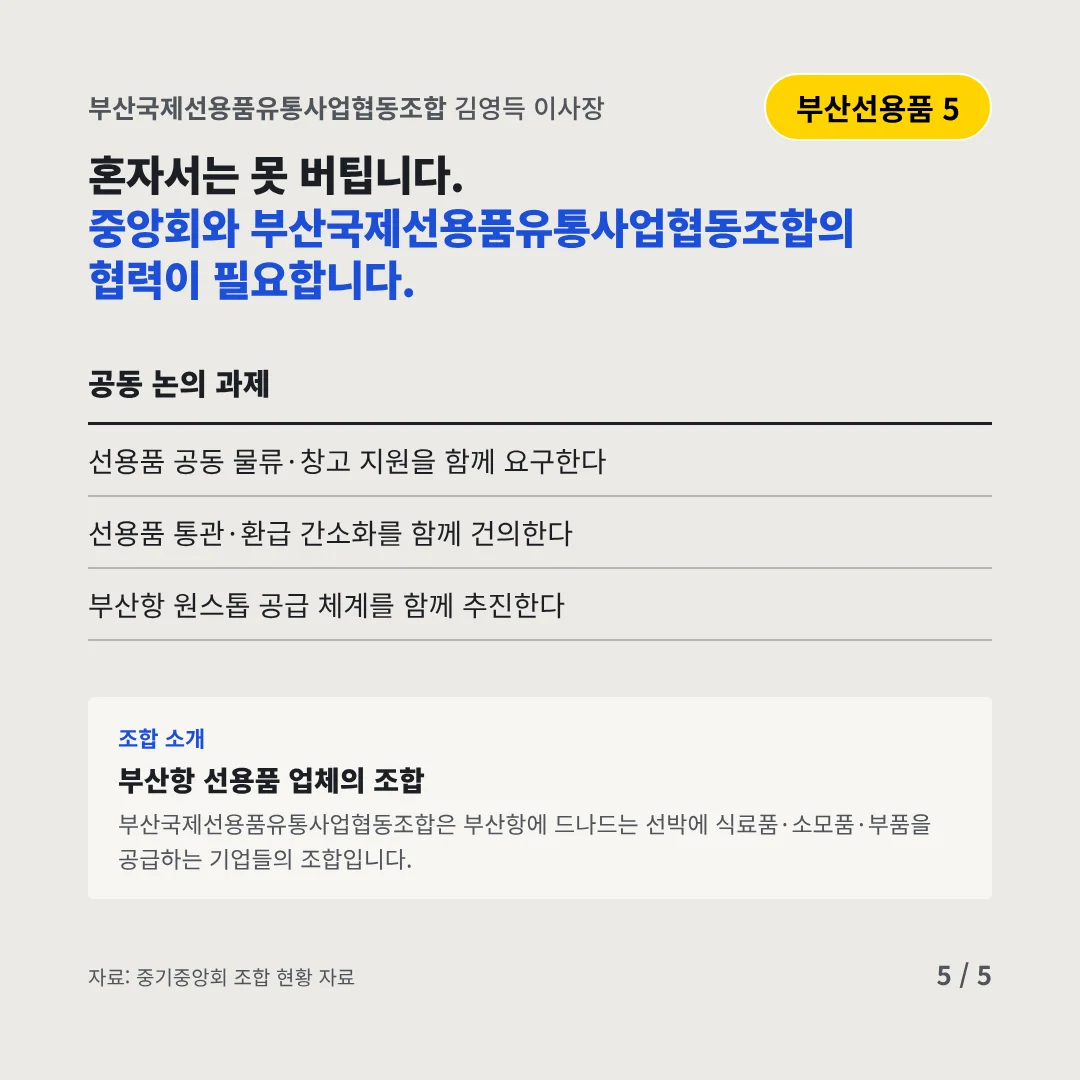 부산국제선용품유통사업협동조합 김영득 이사장
부산선용품 5
혼자서는 못 버팁니다.
중앙회와 부산국제선용품유통사업협동조합의
협력이 필요합니다.
공동 논의 과제
선용품 공동 물류·창고 지원을 함께 요구한다
선용품 통관·환급 간소화를 함께 건의한다
부산항 원스톱 공급 체계를 함께 추진한다
조합 소개
부산항 선용품 업체의 조합
부산국제선용품유통사업협동조합은 부산항에 드나드는 선박에 식료품·소모품·부품을
공급하는 기업들의 조합입니다.
자료: 중기중앙회 조합 현황 자료
5 / 5